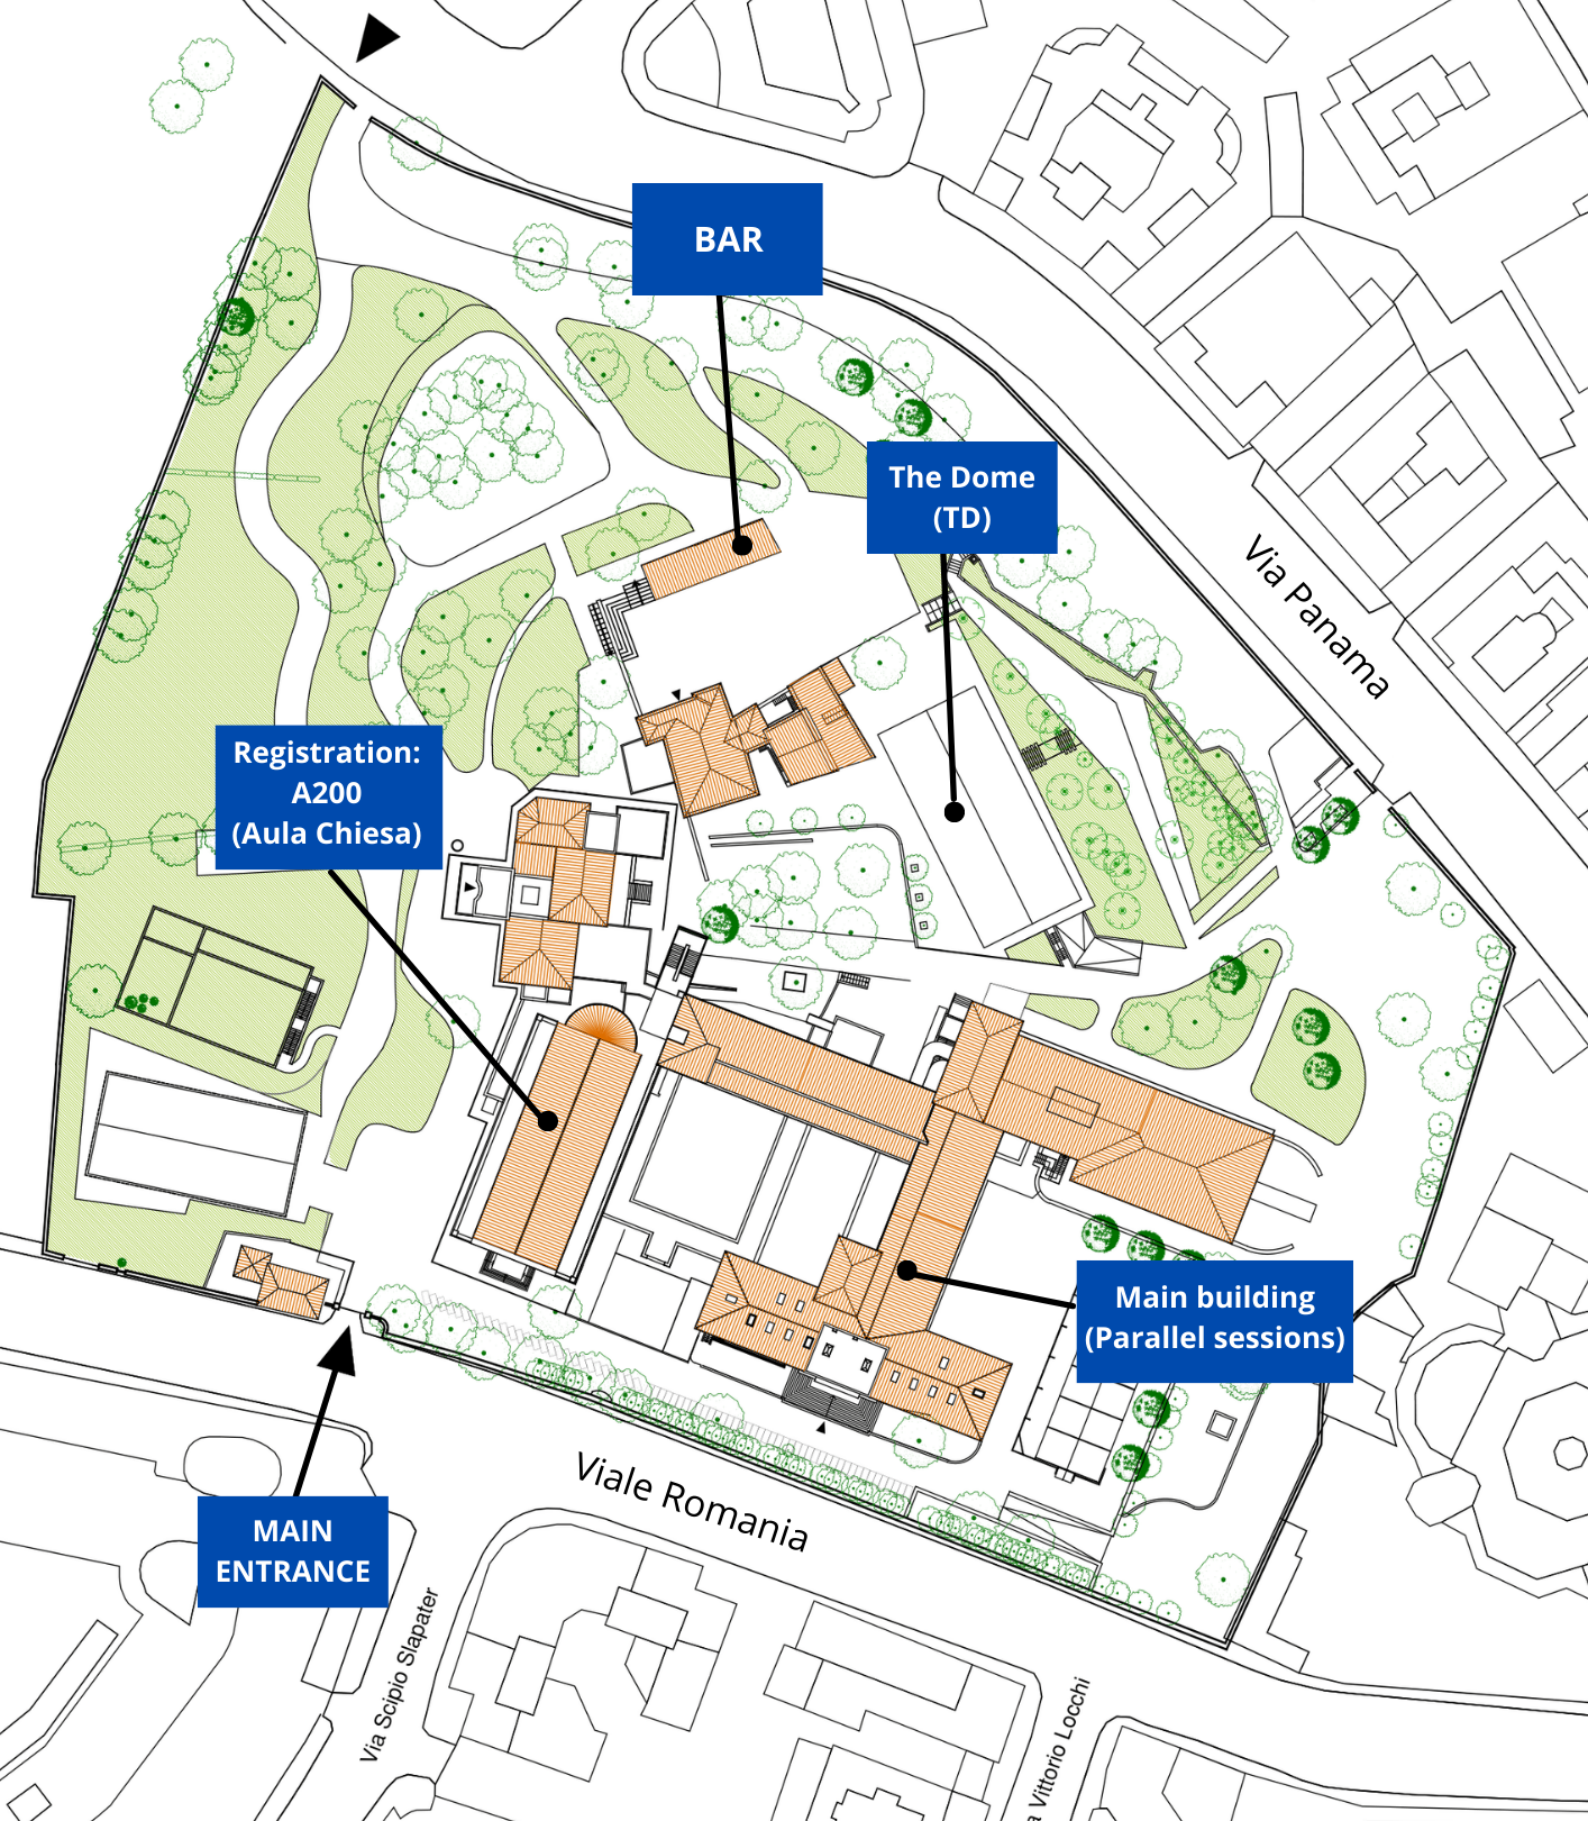 BAR
The Dome
(TD)
Via Panama
Registration:
A200
(Aula Chiesa)
Main building
(Parallel sessions)
MAIN
ENTRANCE
Viale Romania
Via Scipio Slapater
Vittorio Locchi